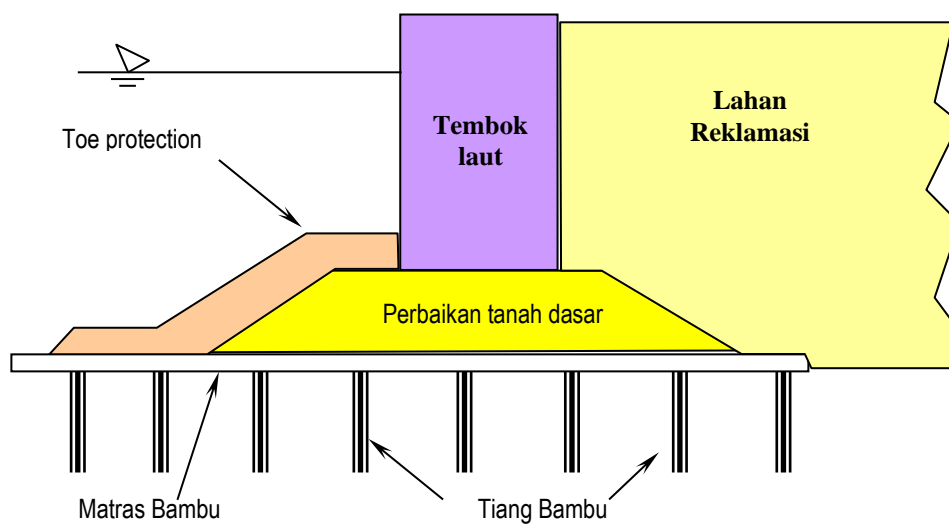 Lahan
Reklamasi
Tembok
laut
Toe protection
Perbaikan tanah dasar
Matras Bambu
Tiang Bambu